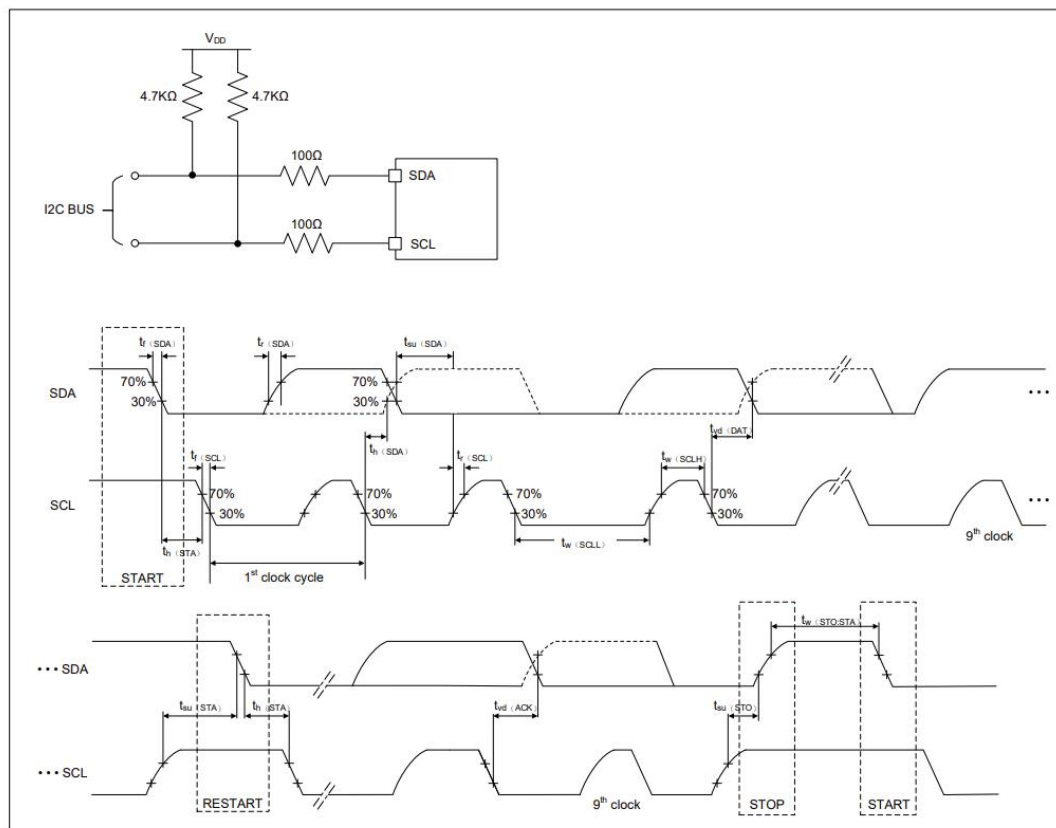 VDD
4.7KΩ 4.7KΩ
100Ω
SDA
I2C BUS
100Ω
SCL
tf（SDA） tr（SDA） tsu（SDA）
SDA 70% 70%
30% 30%
•••
th（SDA） tvd（DAT）
tf（SCL） tr（SCL） tw（SCLH）
SCL 70% 70% 70% 70%
30% 30% 30% 30%
•••
th（STA） tw（SCLL） 9th clock
START 1st clock cycle
tw（STO:STA）
••• SDA
tsu（STA） th（STA） tvd（ACK） tsu（STO）
••• SCL
RESTART 9th clock STOP START